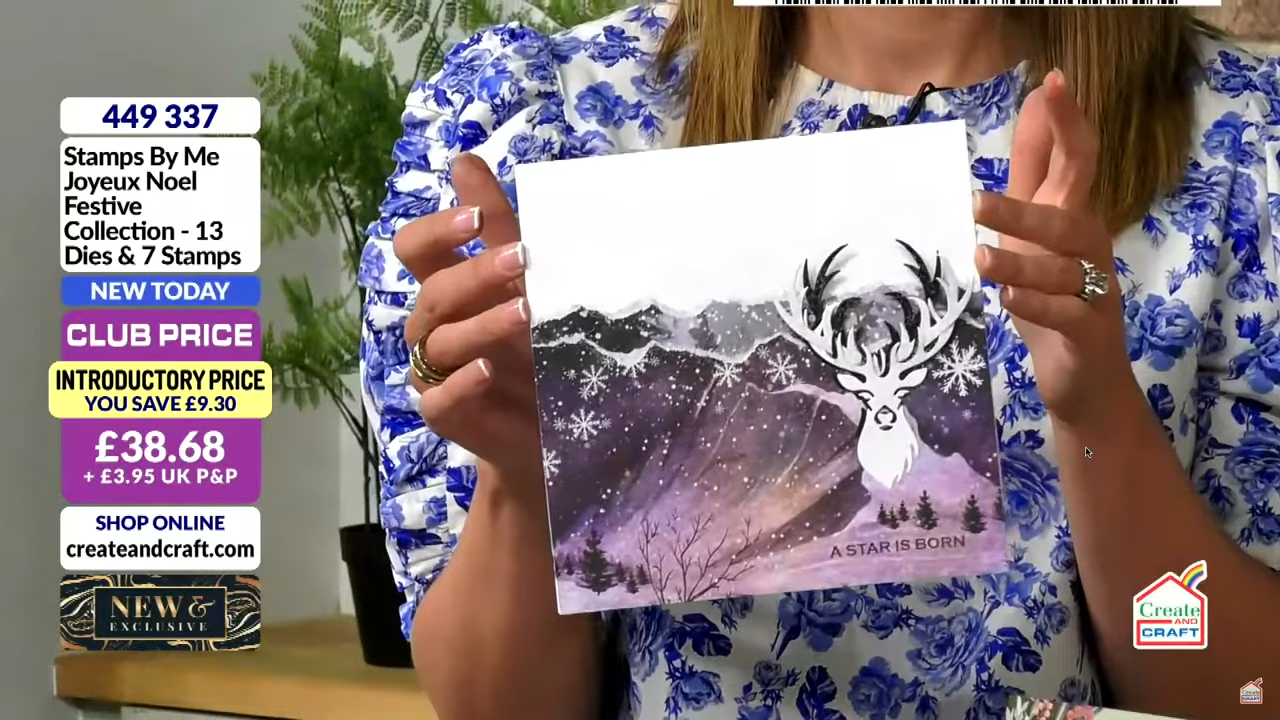 449 337
Stamps By Me
Joyeux Noel
Festive
Collection - 13
Dies & 7 Stamps
NEW TODAY
CLUB PRICE
INTRODUCTORY PRICE
YOU SAVE £9.30
£38.68
+ £3.95 UK P&P
SHOP ONLINE
createandcraft.com
NEW &
EXCLUSIVE
A STAR IS BORN
Create
AND
CRAFT
Create
CRAFT